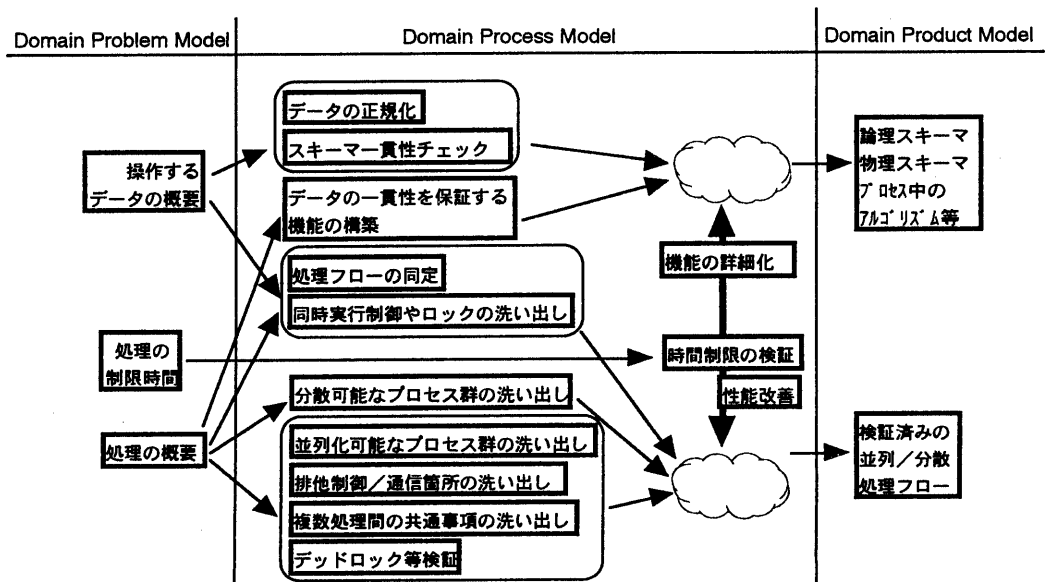 Domain Problem Model
Domain Process Model
Domain Product Model
操作する
データの概要
処理の
制限時間
処理の概要
データの正規化
スキーマ一貫性チェック
データの一貫性を保証する
機能の構築
処理フローの同定
同時実行制御やロックの洗い出し
分散可能なプロセス群の洗い出し
並列化可能なプロセス群の洗い出し
排他制御／通信箇所の洗い出し
複数処理間の共通事項の洗い出し
デッドロック等検証
機能の詳細化
時間制限の検証
性能改善
論理スキーマ
物理スキーマ
プロセス中の
アルゴリズム等
検証済みの
並列／分散
処理フロー